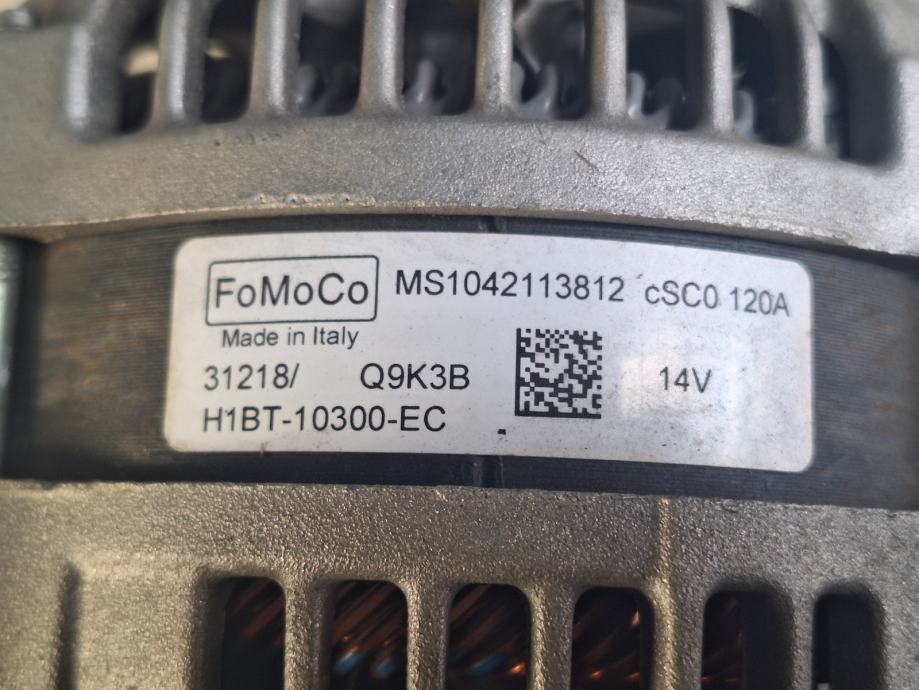 FoMoCo MS1042113812 cSC0 120A
Made in Italy
31218/ Q9K3B 14V
H1BT-10300-EC